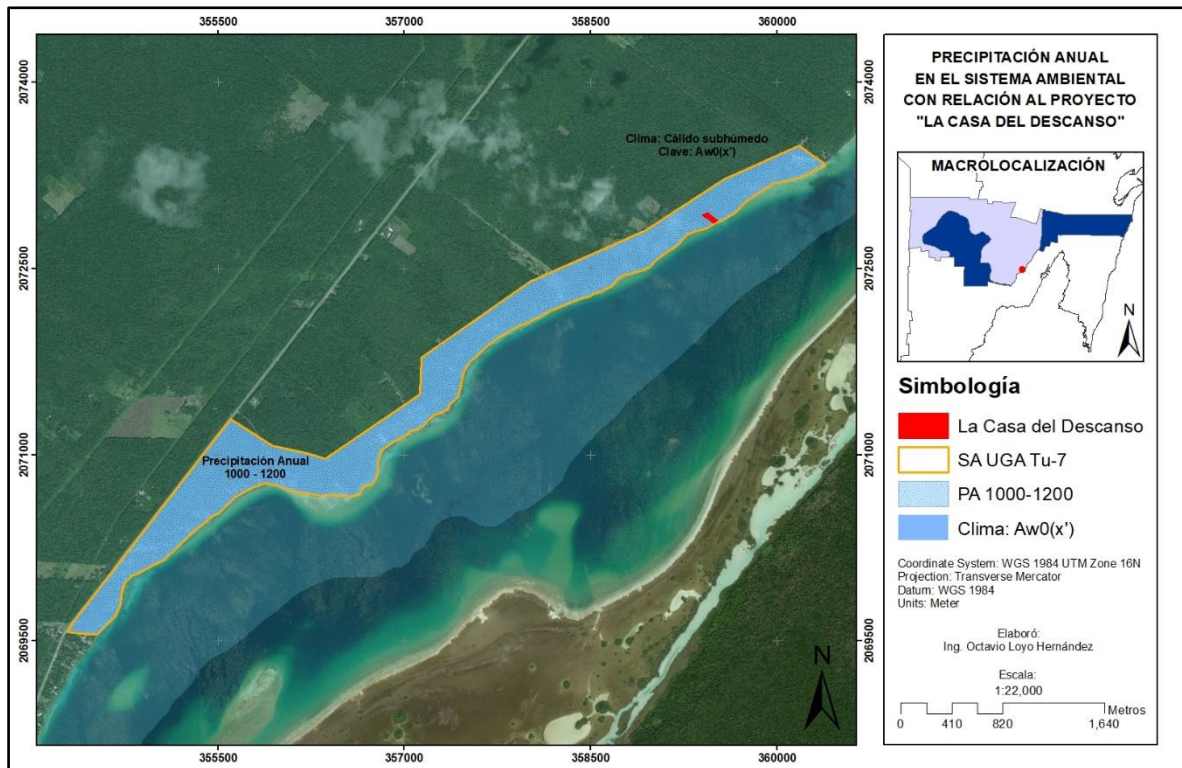 355500 357000 358500 360000
2074000 2074000
2072500 2072500
2071000 2071000
2069500 2069500
355500 357000 358500 360000
Clima: Cálido subhúmedo
Clave: Aw0(x')
Precipitación Anual
1000 - 1200
N
PRECIPITACIÓN ANUAL
EN EL SISTEMA AMBIENTAL
CON RELACIÓN AL PROYECTO
"LA CASA DEL DESCANSO"
MACROLOCALIZACIÓN
N
Simbología
La Casa del Descanso
SA UGA Tu-7
PA 1000-1200
Clima: Aw0(x')
Coordinate System: WGS 1984 UTM Zone 16N
Projection: Transverse Mercator
Datum: WGS 1984
Units: Meter
Elaboró:
Ing. Octavio Loyo Hernández
Escala:
1:22,000
Metros
0 410 820 1,640